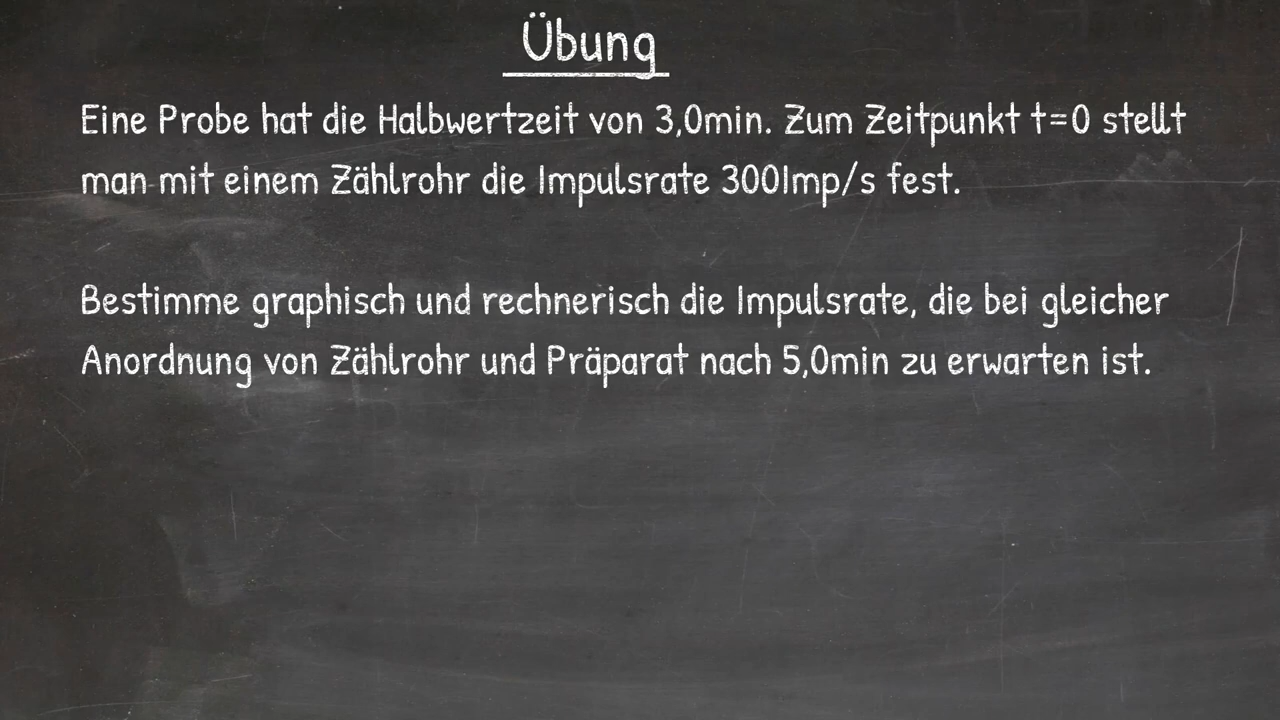 Übung
Eine Probe hat die Halbwertzeit von 3,0min. Zum Zeitpunkt t=0 stellt
man mit einem Zählrohr die Impulsrate 300Imp/s fest.
Bestimme graphisch und rechnerisch die Impulsrate, die bei gleicher
Anordnung von Zählrohr und Präparat nach 5,0min zu erwarten ist.